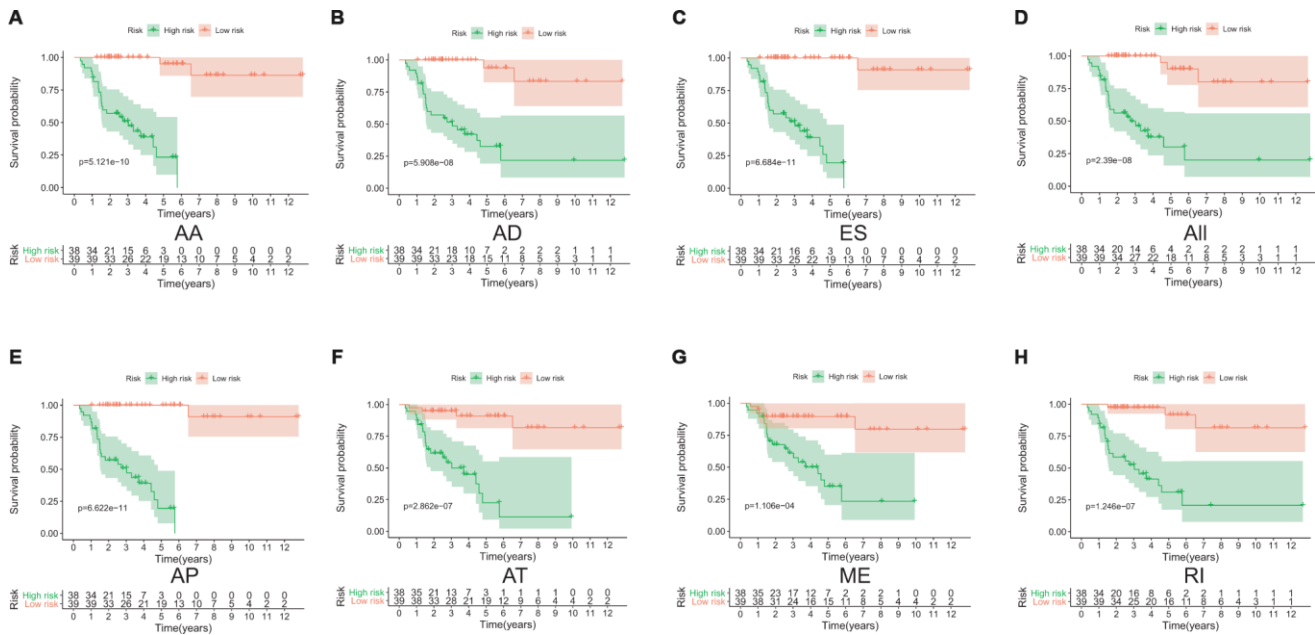 A
Risk High risk Low risk
Survival probability
1.00
0.75
0.50
0.25
0.00
p=5.121e−10
0 1 2 3 4 5 6 7 8 9 10 11 12
Time(years)
AA
Risk
High risk 38 34 21 15 6 3 0 0 0 0 0 0 0
Low risk 39 39 33 26 22 19 13 10 7 5 4 2 2
0 1 2 3 4 5 6 7 8 9 10 11 12
Time(years)
B
Risk High risk Low risk
Survival probability
1.00
0.75
0.50
0.25
0.00
p=5.908e−08
0 1 2 3 4 5 6 7 8 9 10 11 12
Time(years)
AD
Risk
High risk 38 34 21 18 10 7 2 2 2 2 1 1 1
Low risk 39 39 33 23 18 15 11 8 5 3 3 1 1
0 1 2 3 4 5 6 7 8 9 10 11 12
Time(years)
C
Risk High risk Low risk
Survival probability
1.00
0.75
0.50
0.25
0.00
p=6.684e−11
0 1 2 3 4 5 6 7 8 9 10 11 12
Time(years)
ES
Risk
High risk 38 34 21 16 6 3 0 0 0 0 0 0 0
Low risk 39 39 33 25 22 19 13 10 7 5 4 2 2
0 1 2 3 4 5 6 7 8 9 10 11 12
Time(years)
D
Risk High risk Low risk
Survival probability
1.00
0.75
0.50
0.25
0.00
p=2.39e−08
0 1 2 3 4 5 6 7 8 9 10 11 12
Time(years)
All
Risk
High risk 38 34 20 14 6 4 2 2 2 2 1 1 1
Low risk 39 39 34 27 22 18 11 8 5 3 3 1 1
0 1 2 3 4 5 6 7 8 9 10 11 12
Time(years)
E
Risk High risk Low risk
Survival probability
1.00
0.75
0.50
0.25
0.00
p=6.622e−11
0 1 2 3 4 5 6 7 8 9 10 11 12
Time(years)
AP
Risk
High risk 38 34 21 15 7 3 0 0 0 0 0 0 0
Low risk 39 39 33 26 21 19 13 10 7 5 4 2 2
0 1 2 3 4 5 6 7 8 9 10 11 12
Time(years)
F
Risk High risk Low risk
Survival probability
1.00
0.75
0.50
0.25
0.00
p=2.862e−07
0 1 2 3 4 5 6 7 8 9 10 11 12
Time(years)
AT
Risk
High risk 38 35 21 13 7 3 1 1 1 1 0 0 0
Low risk 39 38 33 28 21 19 12 9 6 4 4 2 2
0 1 2 3 4 5 6 7 8 9 10 11 12
Time(years)
G
Risk High risk Low risk
Survival probability
1.00
0.75
0.50
0.25
0.00
p=1.106e−04
0 1 2 3 4 5 6 7 8 9 10 11 12
Time(years)
ME
Risk
High risk 38 35 23 17 12 7 2 2 2 1 0 0 0
Low risk 39 38 31 24 16 15 11 8 5 4 4 2 2
0 1 2 3 4 5 6 7 8 9 10 11 12
Time(years)
H
Risk High risk Low risk
Survival probability
1.00
0.75
0.50
0.25
0.00
p=1.246e−07
0 1 2 3 4 5 6 7 8 9 10 11 12
Time(years)
RI
Risk
High risk 38 34 20 16 8 6 2 2 1 1 1 1 1
Low risk 39 39 34 25 20 16 11 8 6 4 3 1 1
0 1 2 3 4 5 6 7 8 9 10 11 12
Time(years)